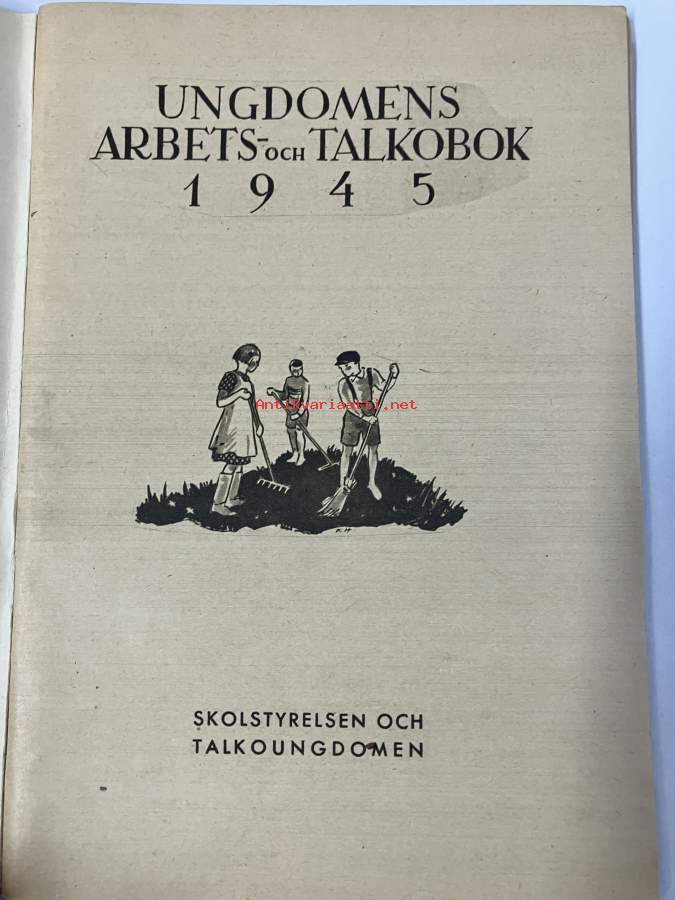 UNGDOMENS
ARBETS- OCH TALKOBOK
1945
Antikvariaatti.net
K H
SKOLSTYRELSEN OCH
TALKOUNGDOMEN